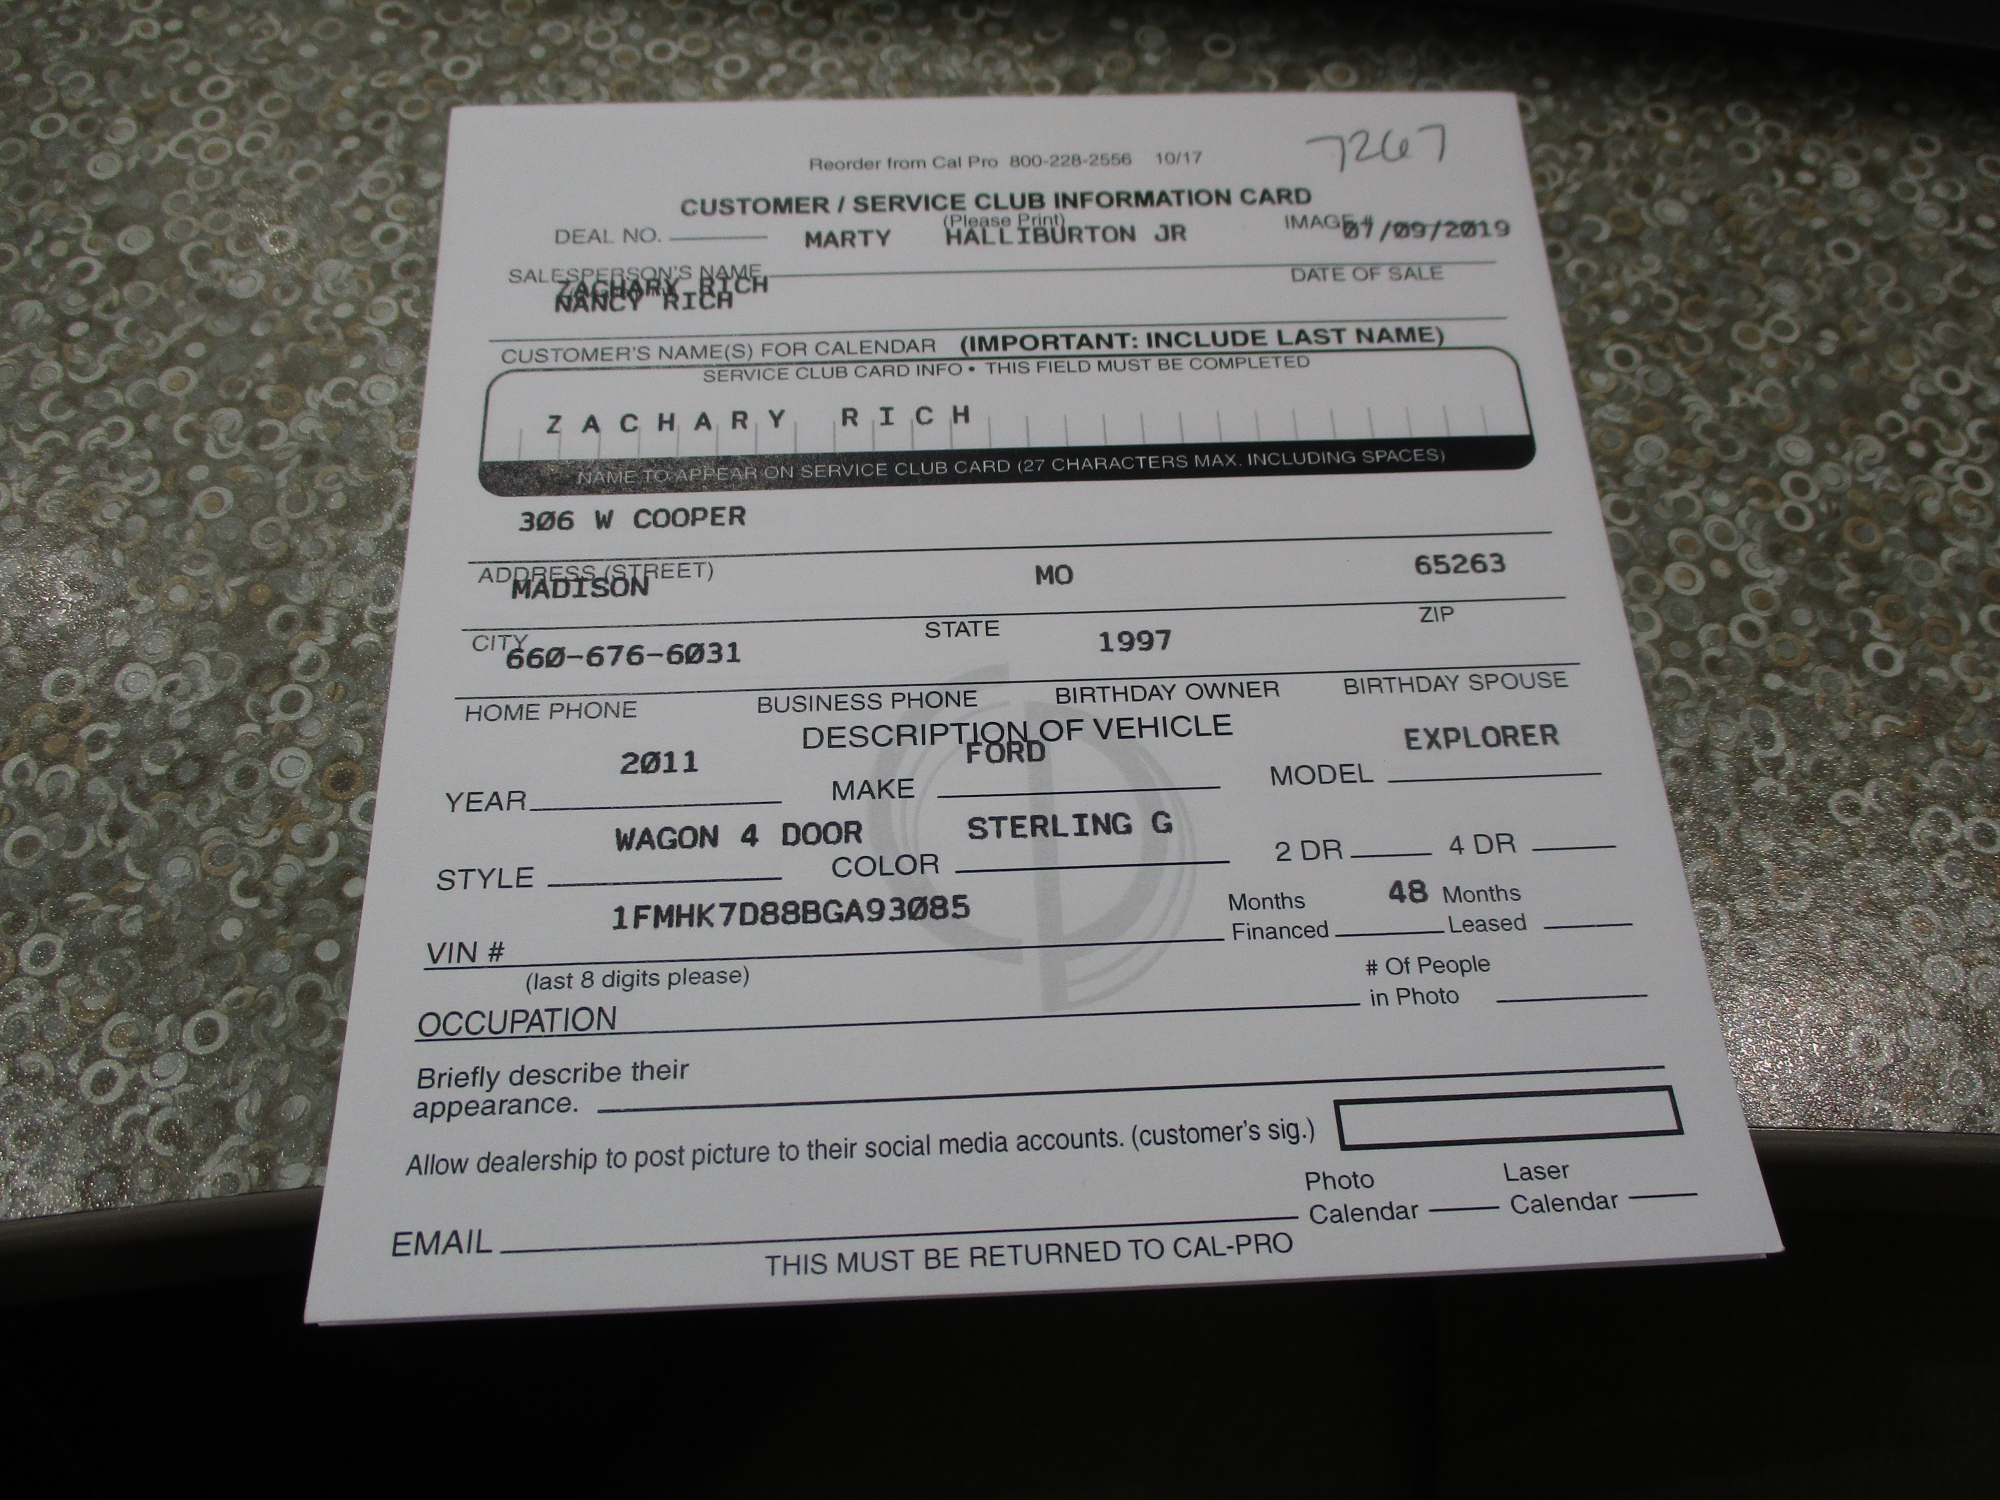 7267
Reorder from Cal Pro 800-228-2556 10/17
CUSTOMER / SERVICE CLUB INFORMATION CARD
(Please Print)
DEAL NO. MARTY HALLIBURTON JR IMAGE # /09/2019
SALESPERSON'S NAME DATE OF SALE
ZACHARY RICH
NANCY RICH
CUSTOMER'S NAME(S) FOR CALENDAR (IMPORTANT: INCLUDE LAST NAME)
SERVICE CLUB CARD INFO • THIS FIELD MUST BE COMPLETED
ZACHARY RICH
NAME TO APPEAR ON SERVICE CLUB CARD (27 CHARACTERS MAX. INCLUDING SPACES)
306 W COOPER
ADDRESS (STREET)
MADISON MO 65263
CITY STATE ZIP
660-676-6031 1997
HOME PHONE BUSINESS PHONE BIRTHDAY OWNER BIRTHDAY SPOUSE
DESCRIPTION OF VEHICLE
2011 FORD EXPLORER
YEAR MAKE MODEL
WAGON 4 DOOR STERLING G
STYLE COLOR 2 DR 4 DR
1FMHK7D88BGA93085 Months 48 Months
VIN # Financed Leased
(last 8 digits please) # Of People
OCCUPATION in Photo
Briefly describe their
appearance.
Allow dealership to post picture to their social media accounts. (customer's sig.)
Photo Laser
EMAIL Calendar Calendar
THIS MUST BE RETURNED TO CAL-PRO